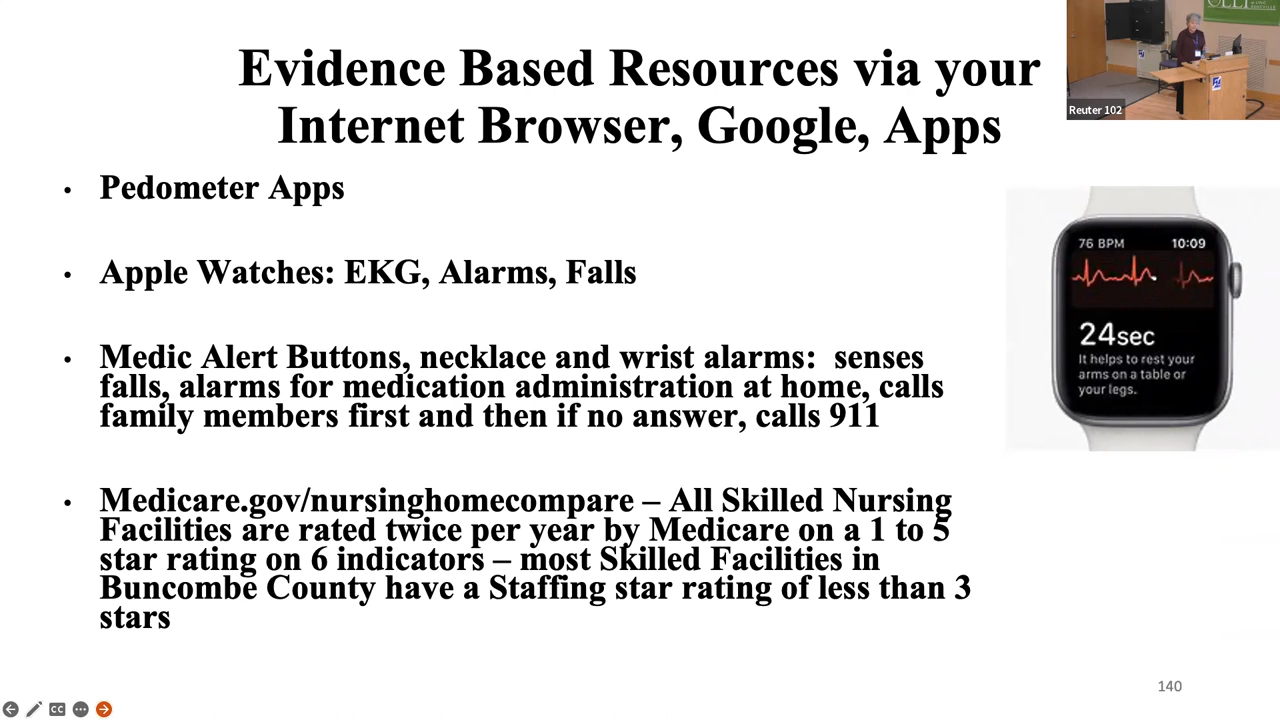 Evidence Based Resources via your
Internet Browser, Google, Apps
Reuter 102
• Pedometer Apps
• Apple Watches: EKG, Alarms, Falls
76 BPM 10:09
24sec
It helps to rest your
arms on a table or
your legs.
• Medic Alert Buttons, necklace and wrist alarms: senses
falls, alarms for medication administration at home, calls
family members first and then if no answer, calls 911
• Medicare.gov/nursinghomecompare – All Skilled Nursing
Facilities are rated twice per year by Medicare on a 1 to 5
star rating on 6 indicators – most Skilled Facilities in
Buncombe County have a Staffing star rating of less than 3
stars
140
CC